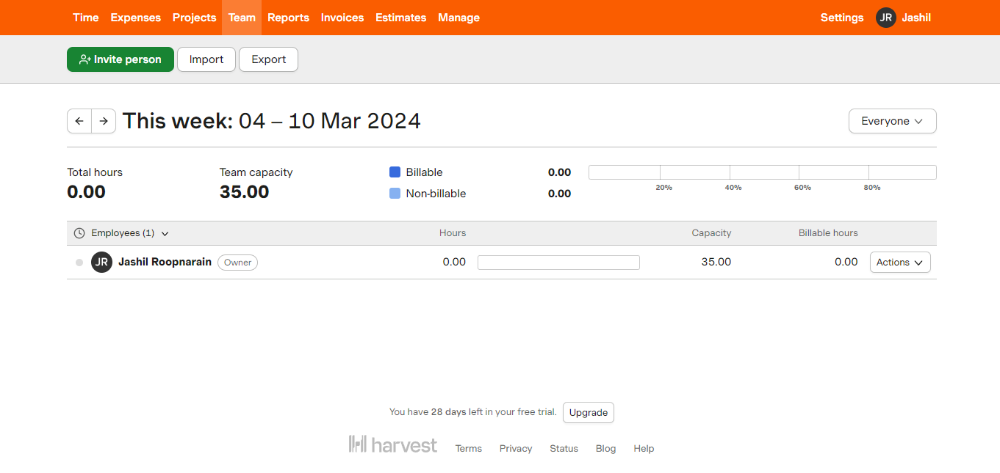 Time Expenses Projects Team Reports Invoices Estimates Manage Settings JR Jashil
Invite person Import Export
This week: 04 – 10 Mar 2024 Everyone
Total hours Team capacity Billable 0.00
0.00 35.00 Non-billable 0.00
20% 40% 60% 80%
Employees (1) Hours Capacity Billable hours
JR Jashil Roopnarain Owner 0.00 35.00 0.00 Actions
You have 28 days left in your free trial. Upgrade
harvest Terms Privacy Status Blog Help